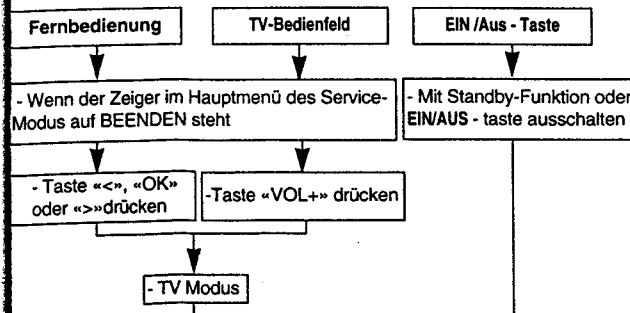 Fernbedienung
TV-Bedienfeld
EIN /Aus - Taste
- Wenn der Zeiger im Hauptmenü des Service-
Modus auf BEENDEN steht
- Mit Standby-Funktion oder
EIN/AUS - taste ausschalten
- Taste «<», «OK»
oder «>»drücken
-Taste «VOL+» drücken
- TV Modus